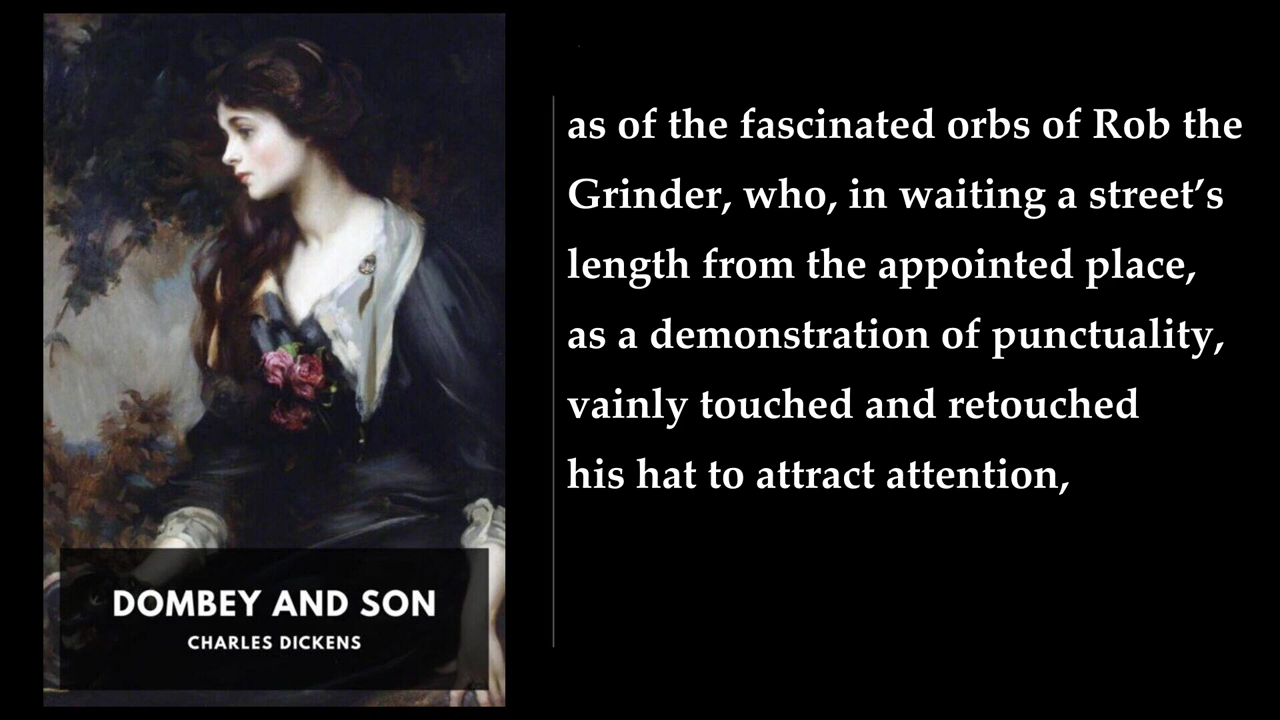 as of the fascinated orbs of Rob the
Grinder, who, in waiting a street’s
length from the appointed place,
as a demonstration of punctuality,
vainly touched and retouched
his hat to attract attention,
DOMBEY AND SON
CHARLES DICKENS